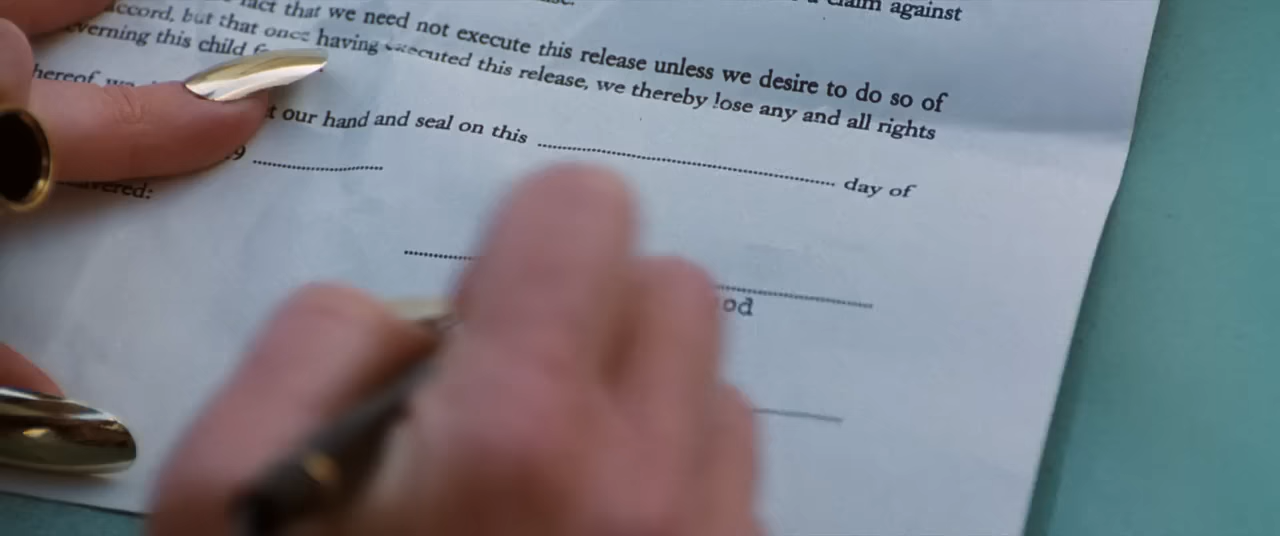 claim against
fact that we need not execute this release unless we desire to do so of
accord, but that once having executed this release, we thereby lose any and all rights
this child
hereof
our hand and seal on this ........ day of
9 ........
od